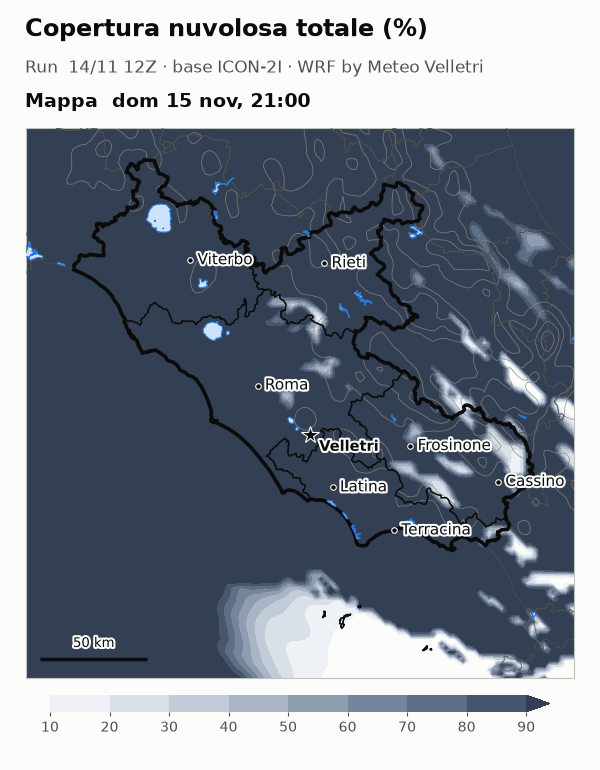 Copertura nuvolosa totale (%)
Run 14/11 12Z · base ICON-2I · WRF by Meteo Velletri
Mappa dom 15 nov, 21:00
Viterbo
Rieti
Roma
Velletri
Frosinone
Latina
Cassino
Terracina
50 km
10 20 30 40 50 60 70 80 90